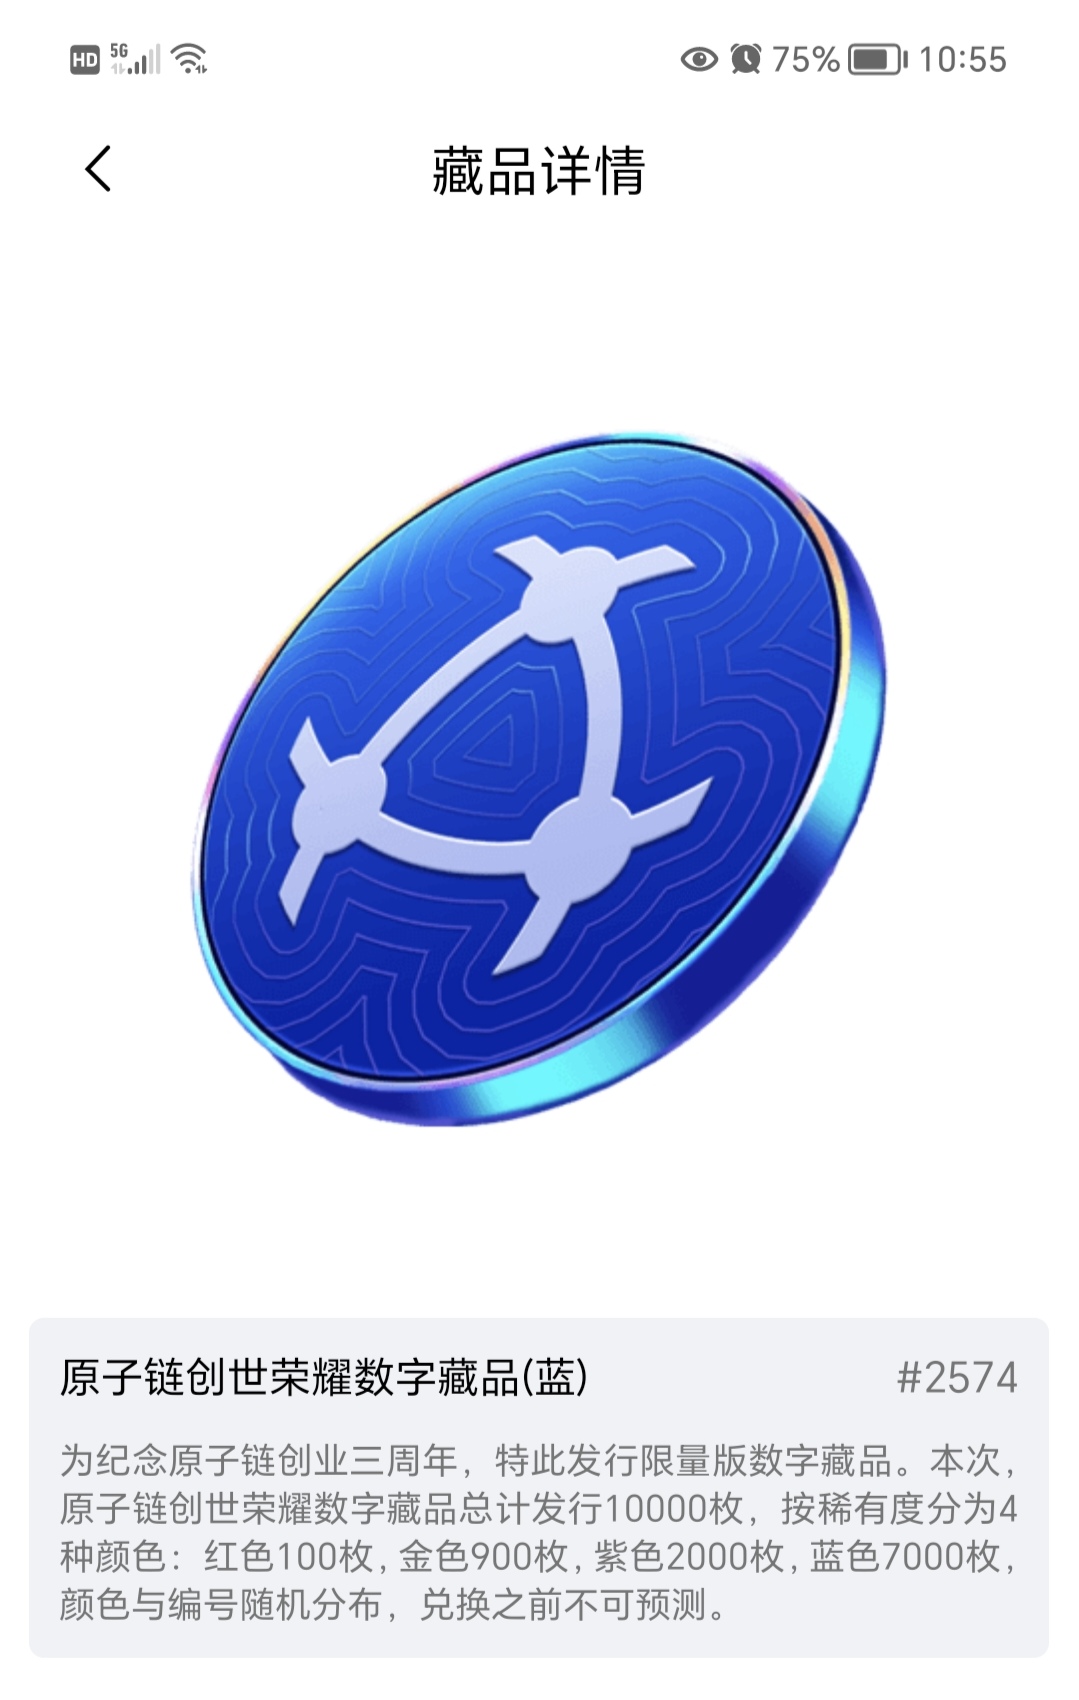 HD 5G 75% 10:55
藏品详情
原子链创世荣耀数字藏品(蓝) #2574
为纪念原子链创业三周年，特此发行限量版数字藏品。本次，
原子链创世荣耀数字藏品总计发行10000枚，按稀有度分为4
种颜色：红色100枚, 金色900枚, 紫色2000枚, 蓝色7000枚,
颜色与编号随机分布，兑换之前不可预测。